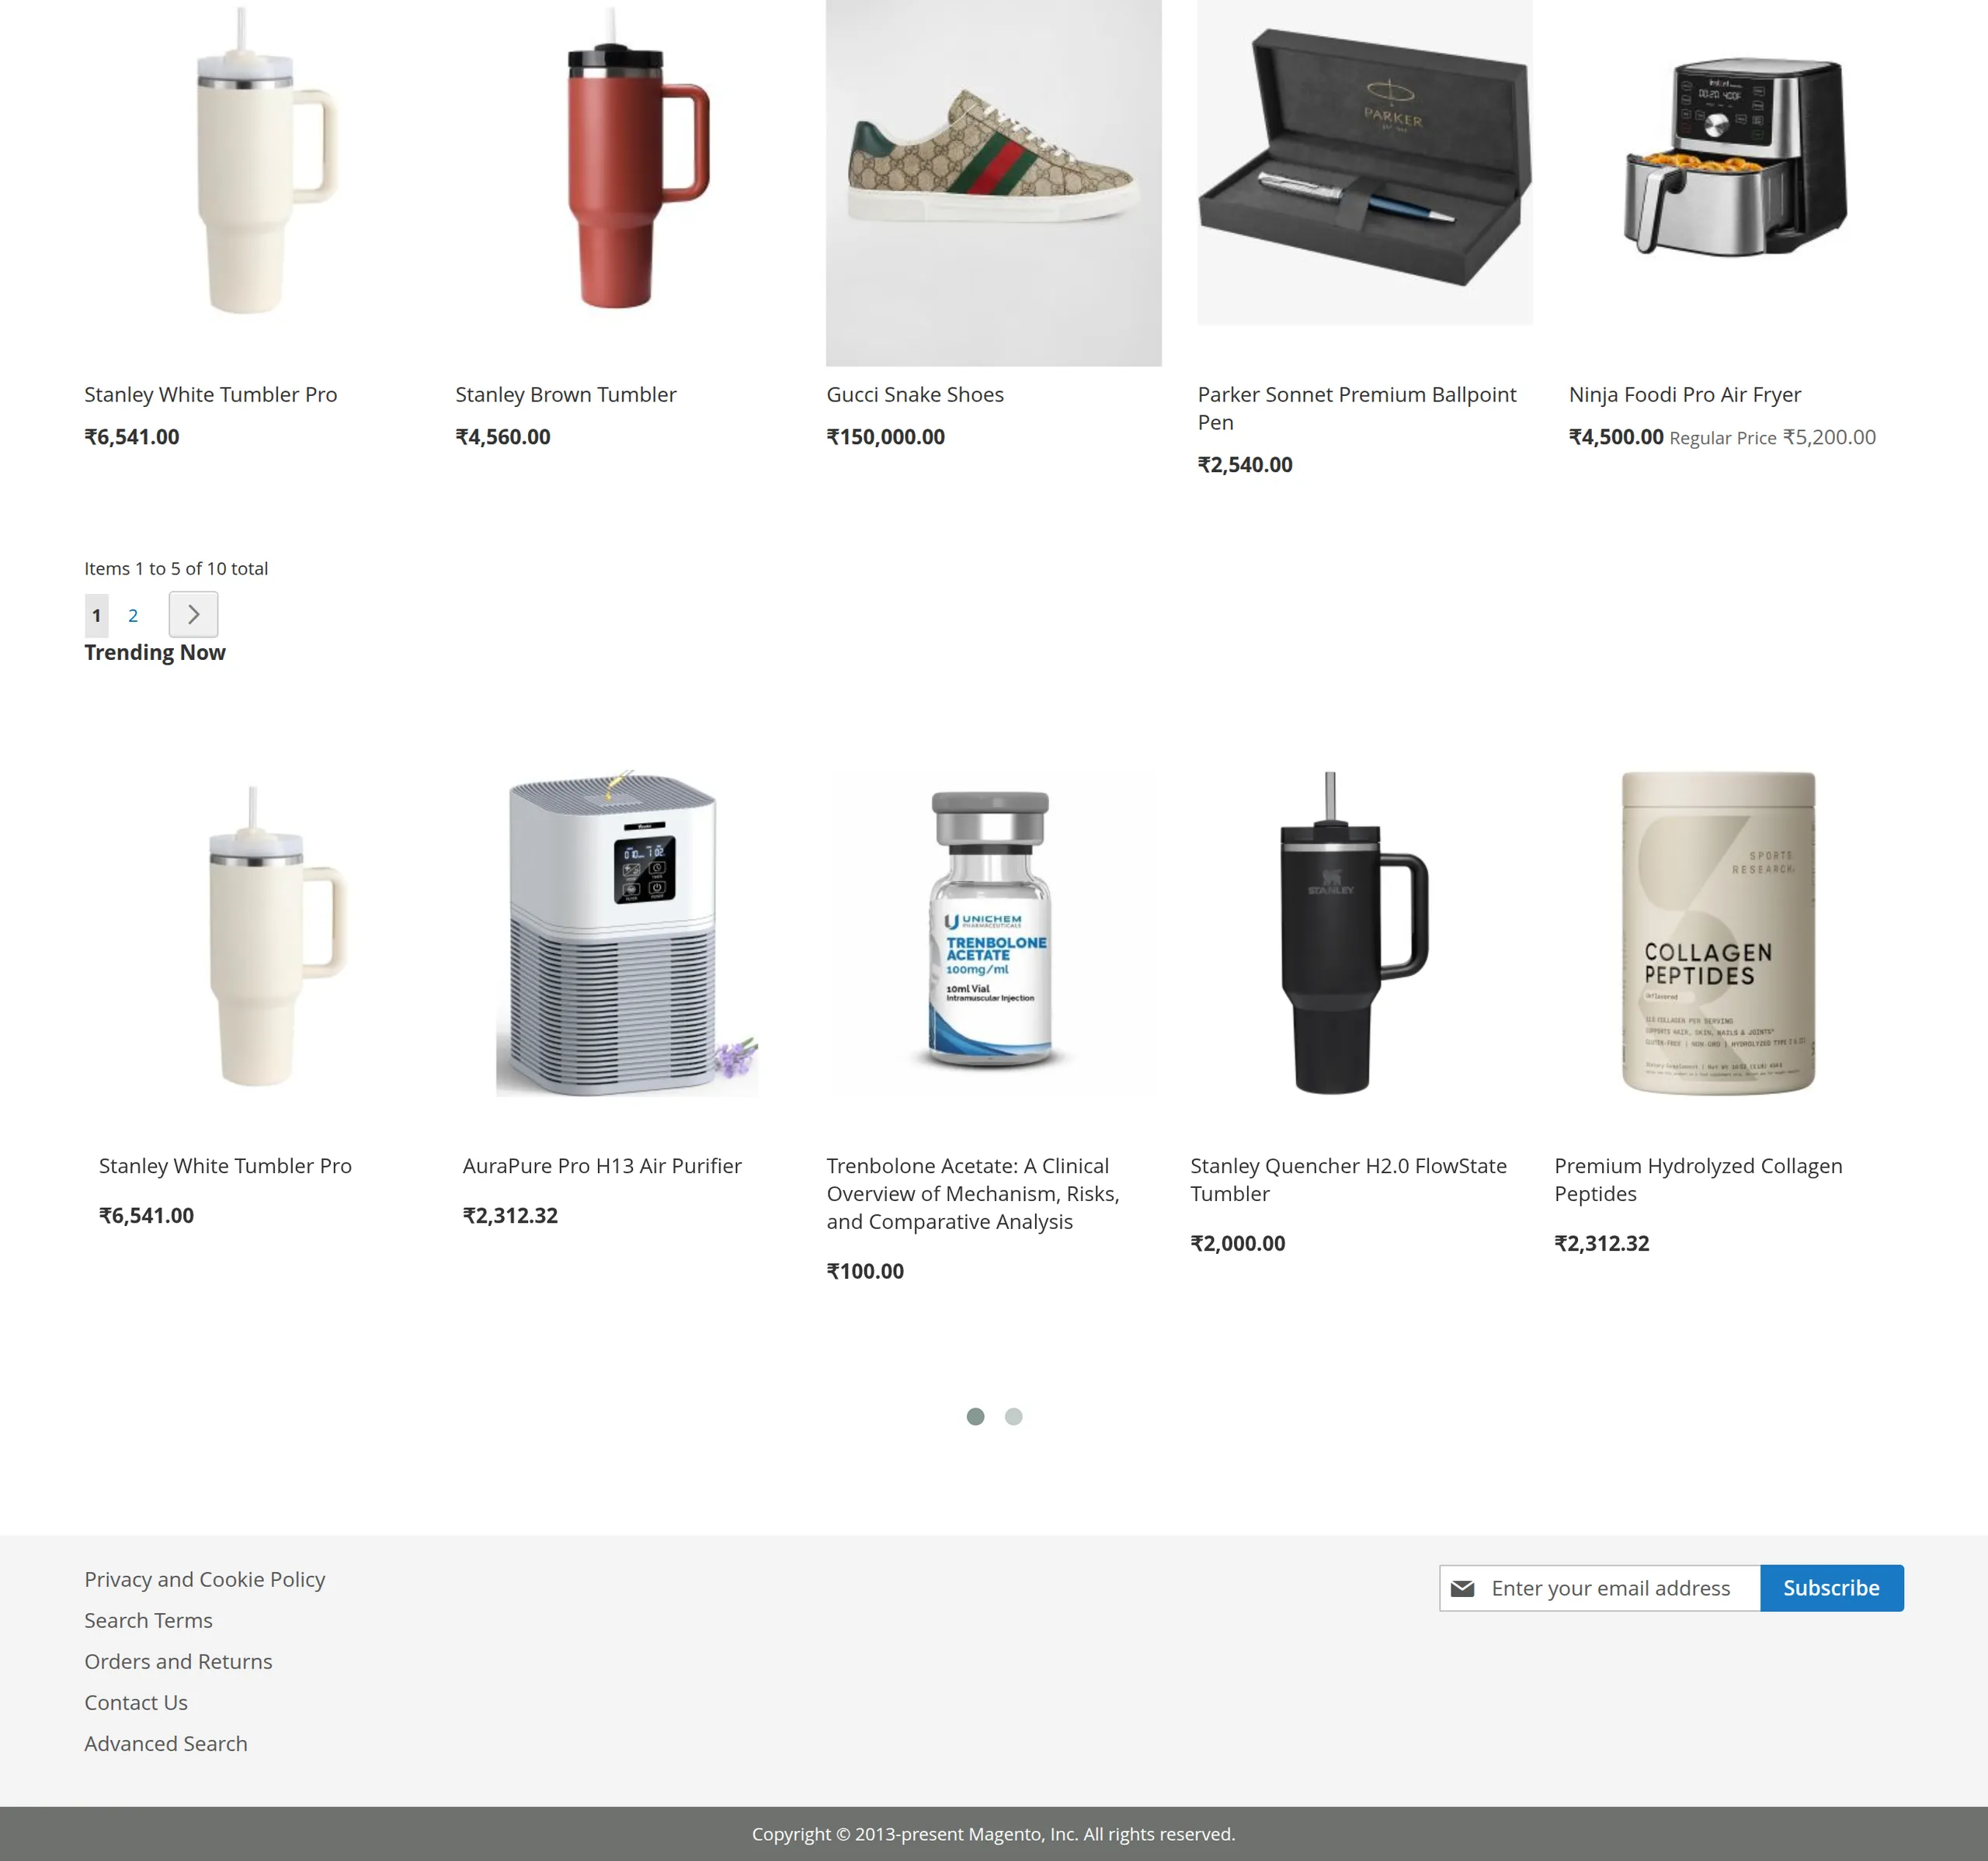 PARKER
Stanley White Tumbler Pro
₹6,541.00
Stanley Brown Tumbler
₹4,560.00
Gucci Snake Shoes
₹150,000.00
Parker Sonnet Premium Ballpoint
Pen
₹2,540.00
Ninja Foodi Pro Air Fryer
₹4,500.00 Regular Price ₹5,200.00
Items 1 to 5 of 10 total
1 2
Trending Now
UNICHEM
PHARMACEUTICALS
TRENBOLONE
ACETATE
100mg/ml
10ml Vial
Intramuscular Injection
STANLEY
SPORTS
RESEARCH
COLLAGEN
PEPTIDES
Unflavored
Stanley White Tumbler Pro
₹6,541.00
AuraPure Pro H13 Air Purifier
₹2,312.32
Trenbolone Acetate: A Clinical
Overview of Mechanism, Risks,
and Comparative Analysis
₹100.00
Stanley Quencher H2.0 FlowState
Tumbler
₹2,000.00
Premium Hydrolyzed Collagen
Peptides
₹2,312.32
Privacy and Cookie Policy
Search Terms
Orders and Returns
Contact Us
Advanced Search
Enter your email address
Subscribe
Copyright © 2013-present Magento, Inc. All rights reserved.